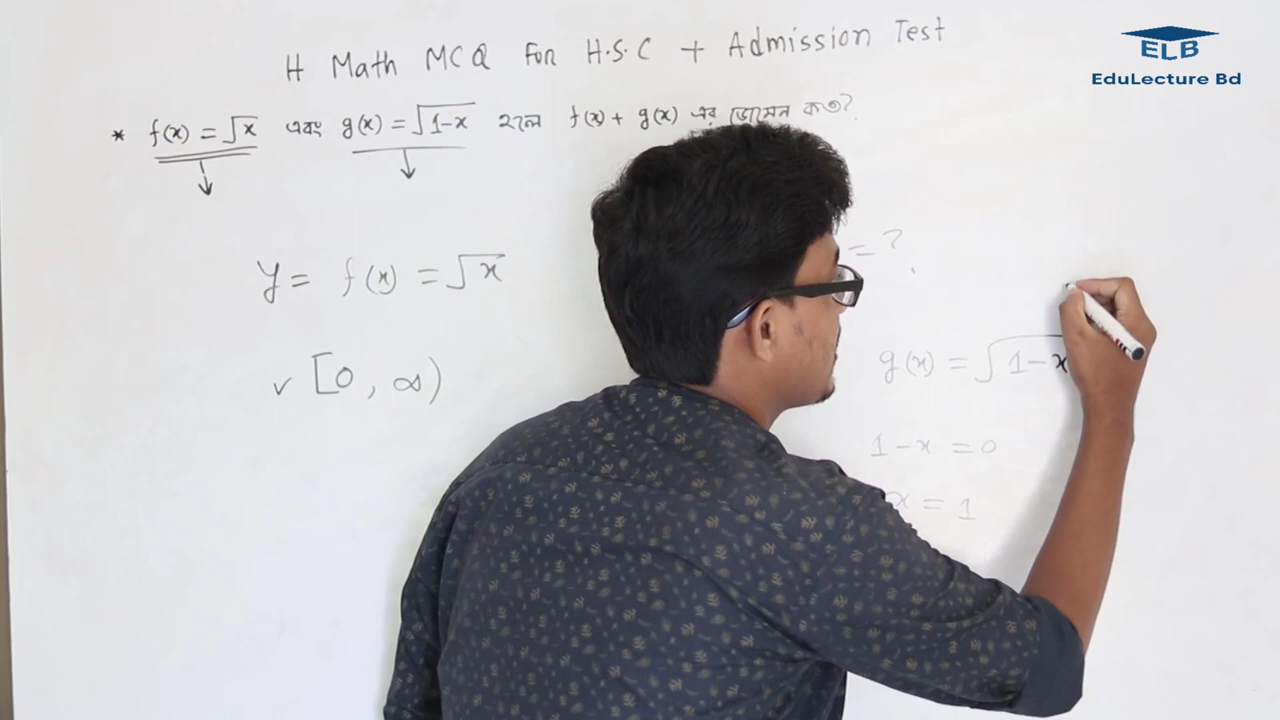 H Math MCQ for H.S.C + Admission Test
ELB
EduLecture Bd
* f(x) = √x এবং g(x) = √1-x হলে f(x) + g(x) এর ডোমেন কত?
= ?
y = f(x) = √x
g(x) = √1-x
✓ [0, ∞)
1-x = 0
x = 1